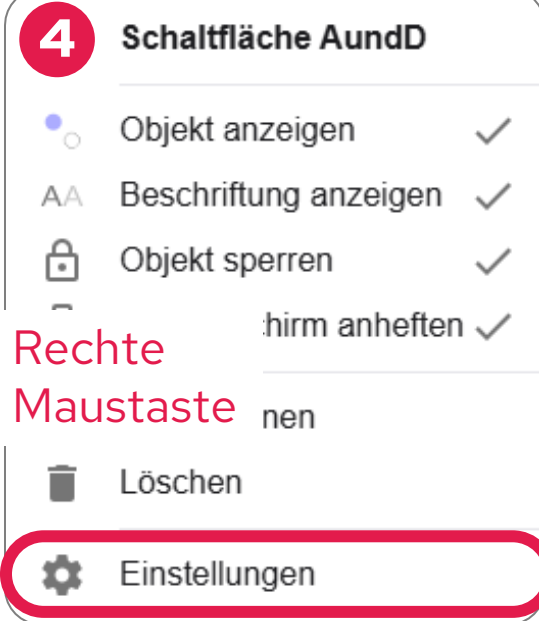 4 Schaltfläche AundD
Objekt anzeigen
AA Beschriftung anzeigen
Objekt sperren
hirm anheften
Rechte
Maustaste
nen
Löschen
Einstellungen